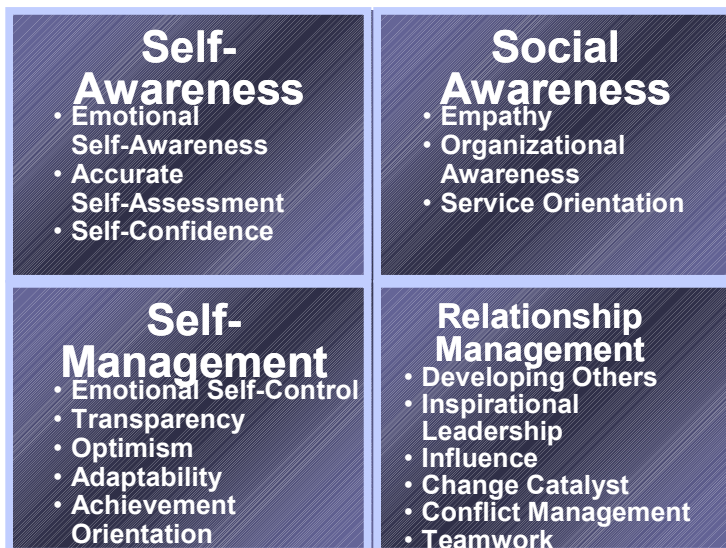 Self-
Awareness
• Emotional
Self-Awareness
• Accurate
Self-Assessment
• Self-Confidence
Social
Awareness
• Empathy
• Organizational
Awareness
• Service Orientation
Self-
Management
• Emotional Self-Control
• Transparency
• Optimism
• Adaptability
• Achievement
Orientation
Relationship
Management
• Developing Others
• Inspirational
Leadership
• Influence
• Change Catalyst
• Conflict Management
• Teamwork